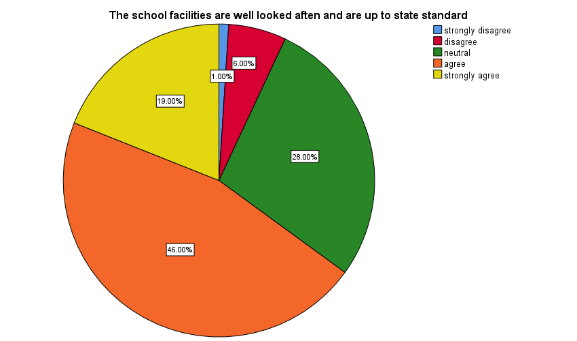 The school facilities are well looked aften and are up to state standard
strongly disagree
disagree
neutral
agree
strongly agree
1.00%
6.00%
28.00%
46.00%
19.00%